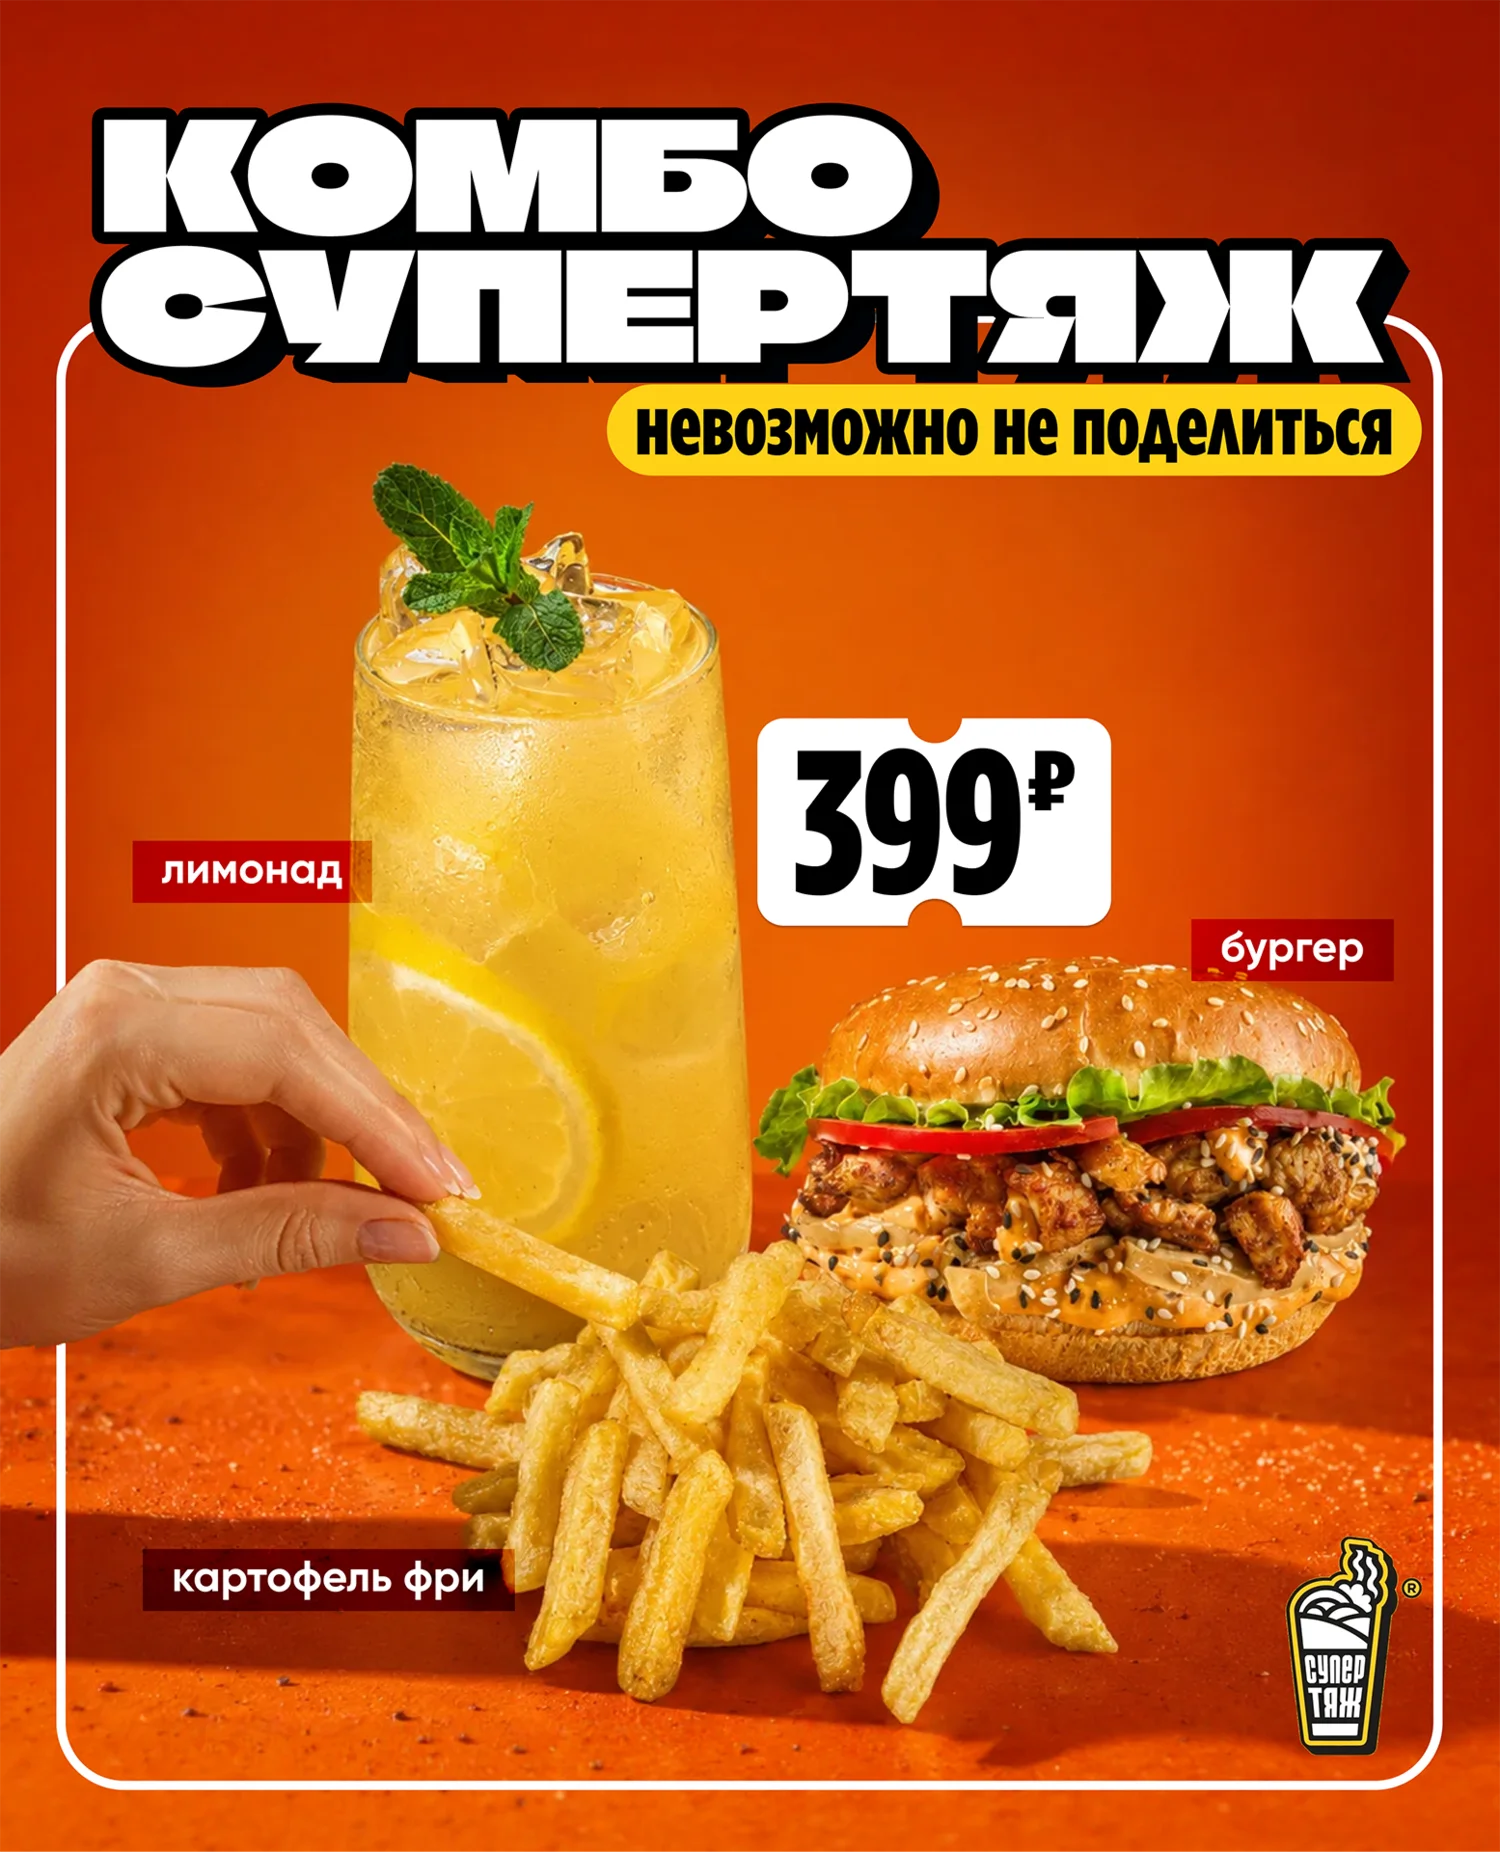 КОМБО
СУПЕРТЯЖ
невозможно не поделиться
399₽
лимонад
бургер
картофель фри
®
супер
тяж